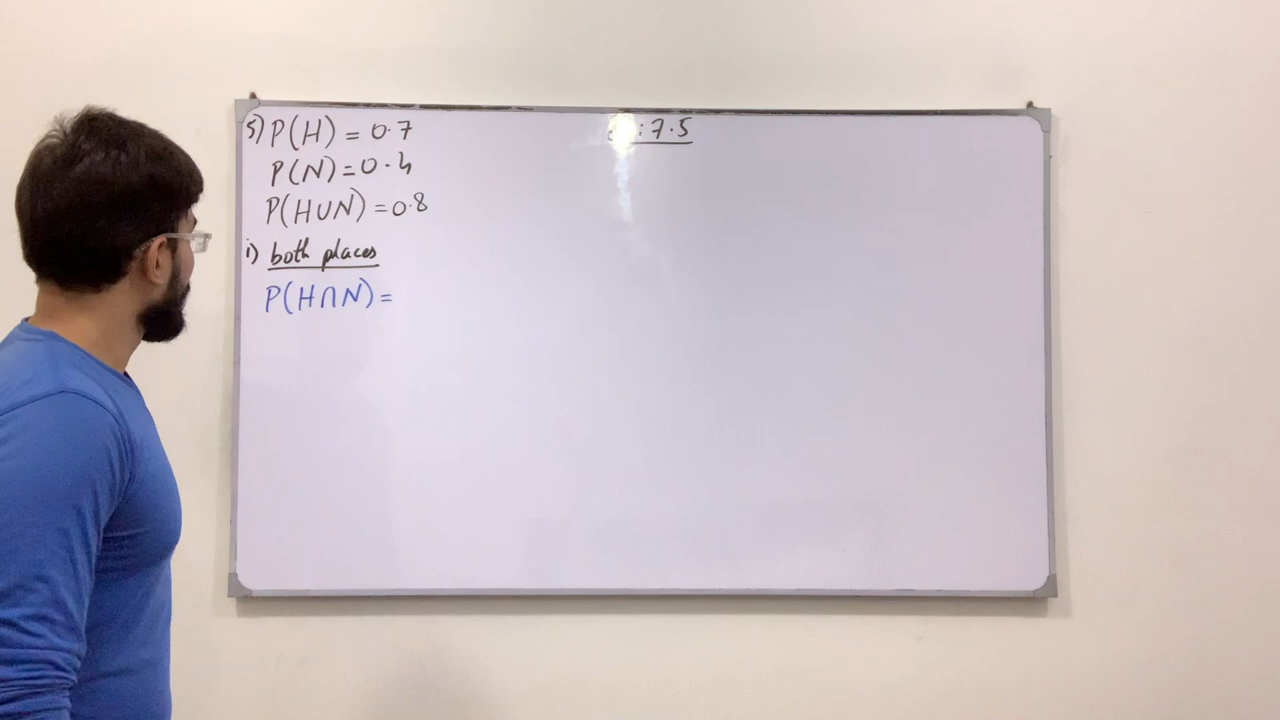 5) P(H) = 0.7
: 7.5
P(N) = 0.4
P(H∪N) = 0.8
i) both places
P(H∩N) =